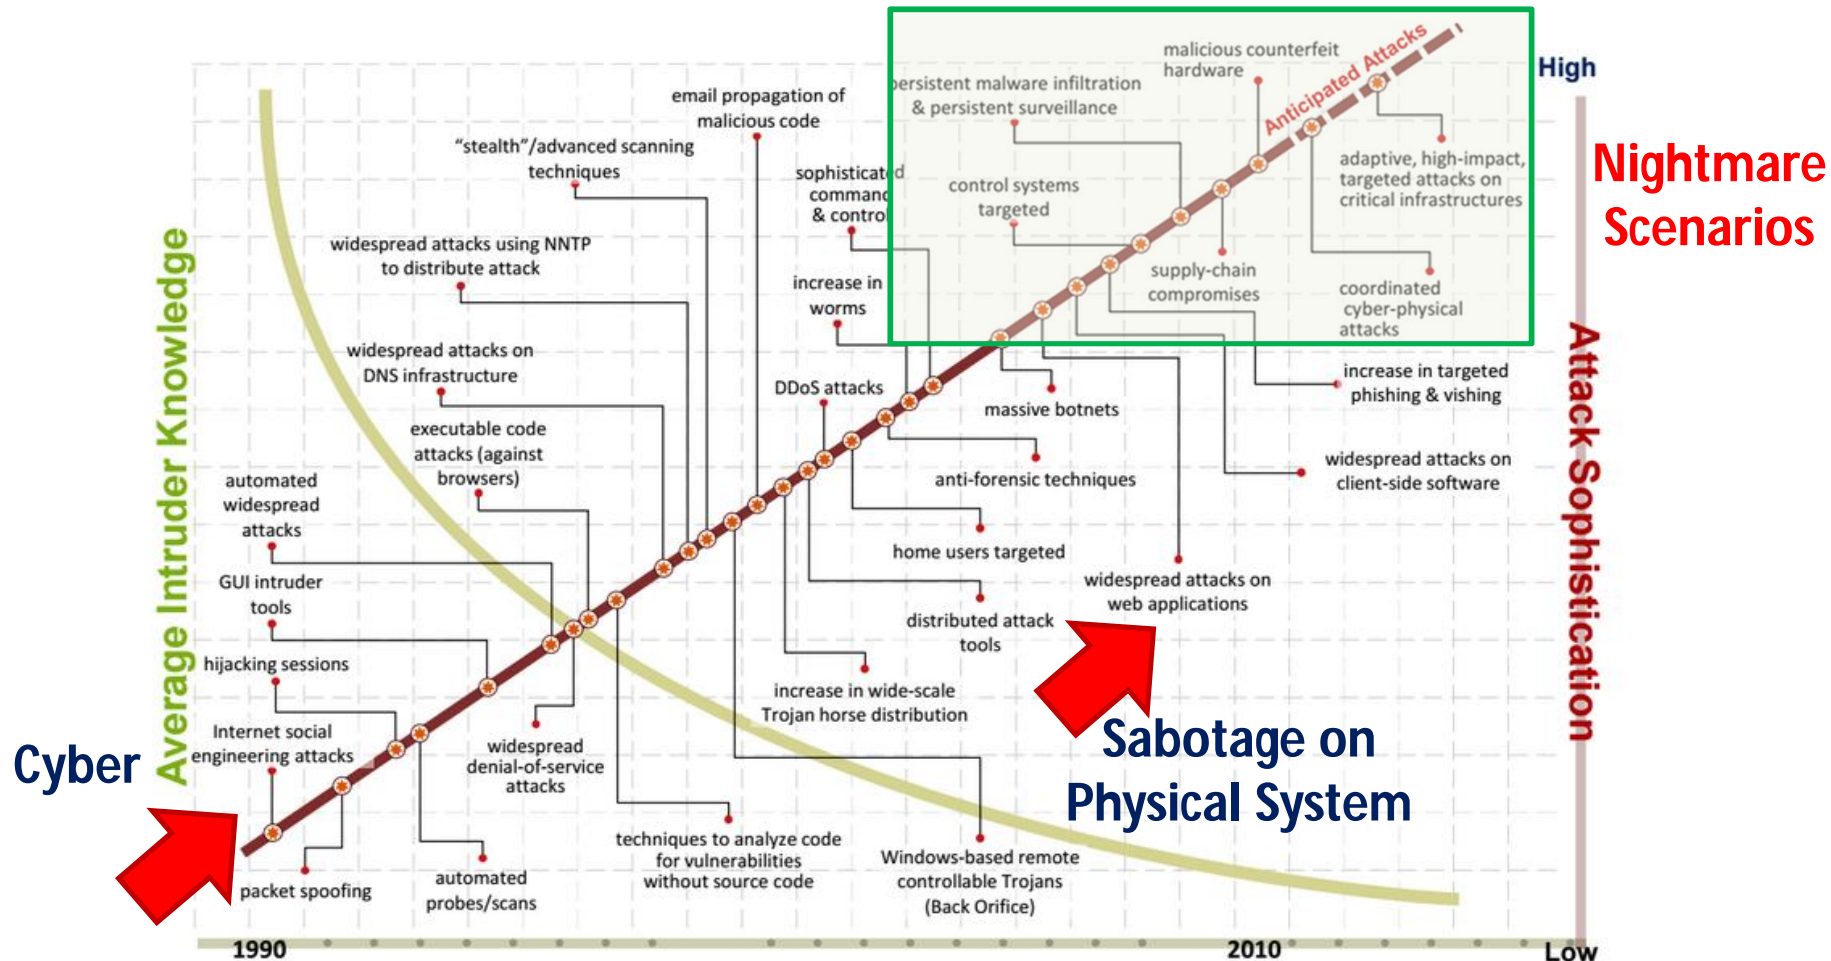 High
Anticipated Attacks
malicious counterfeit
hardware
persistent malware infiltration
& persistent surveillance
email propagation of
malicious code
“stealth”/advanced scanning
techniques
sophisticated
command
& control
control systems
targeted
adaptive, high-impact,
targeted attacks on
critical infrastructures
Nightmare
Scenarios
widespread attacks using NNTP
to distribute attack
increase in
worms
supply-chain
compromises
coordinated
cyber-physical
attacks
widespread attacks on
DNS infrastructure
DDoS attacks
massive botnets
increase in targeted
phishing & vishing
executable code
attacks (against
browsers)
anti-forensic techniques
widespread attacks on
client-side software
automated
widespread
attacks
home users targeted
widespread attacks on
web applications
GUI intruder
tools
distributed attack
tools
hijacking sessions
increase in wide-scale
Trojan horse distribution
Internet social
engineering attacks
widespread
denial-of-service
attacks
Average Intruder Knowledge
Attack Sophistication
Cyber
Sabotage on
Physical System
packet spoofing
automated
probes/scans
techniques to analyze code
for vulnerabilities
without source code
Windows-based remote
controllable Trojans
(Back Orifice)
1990
2010
Low